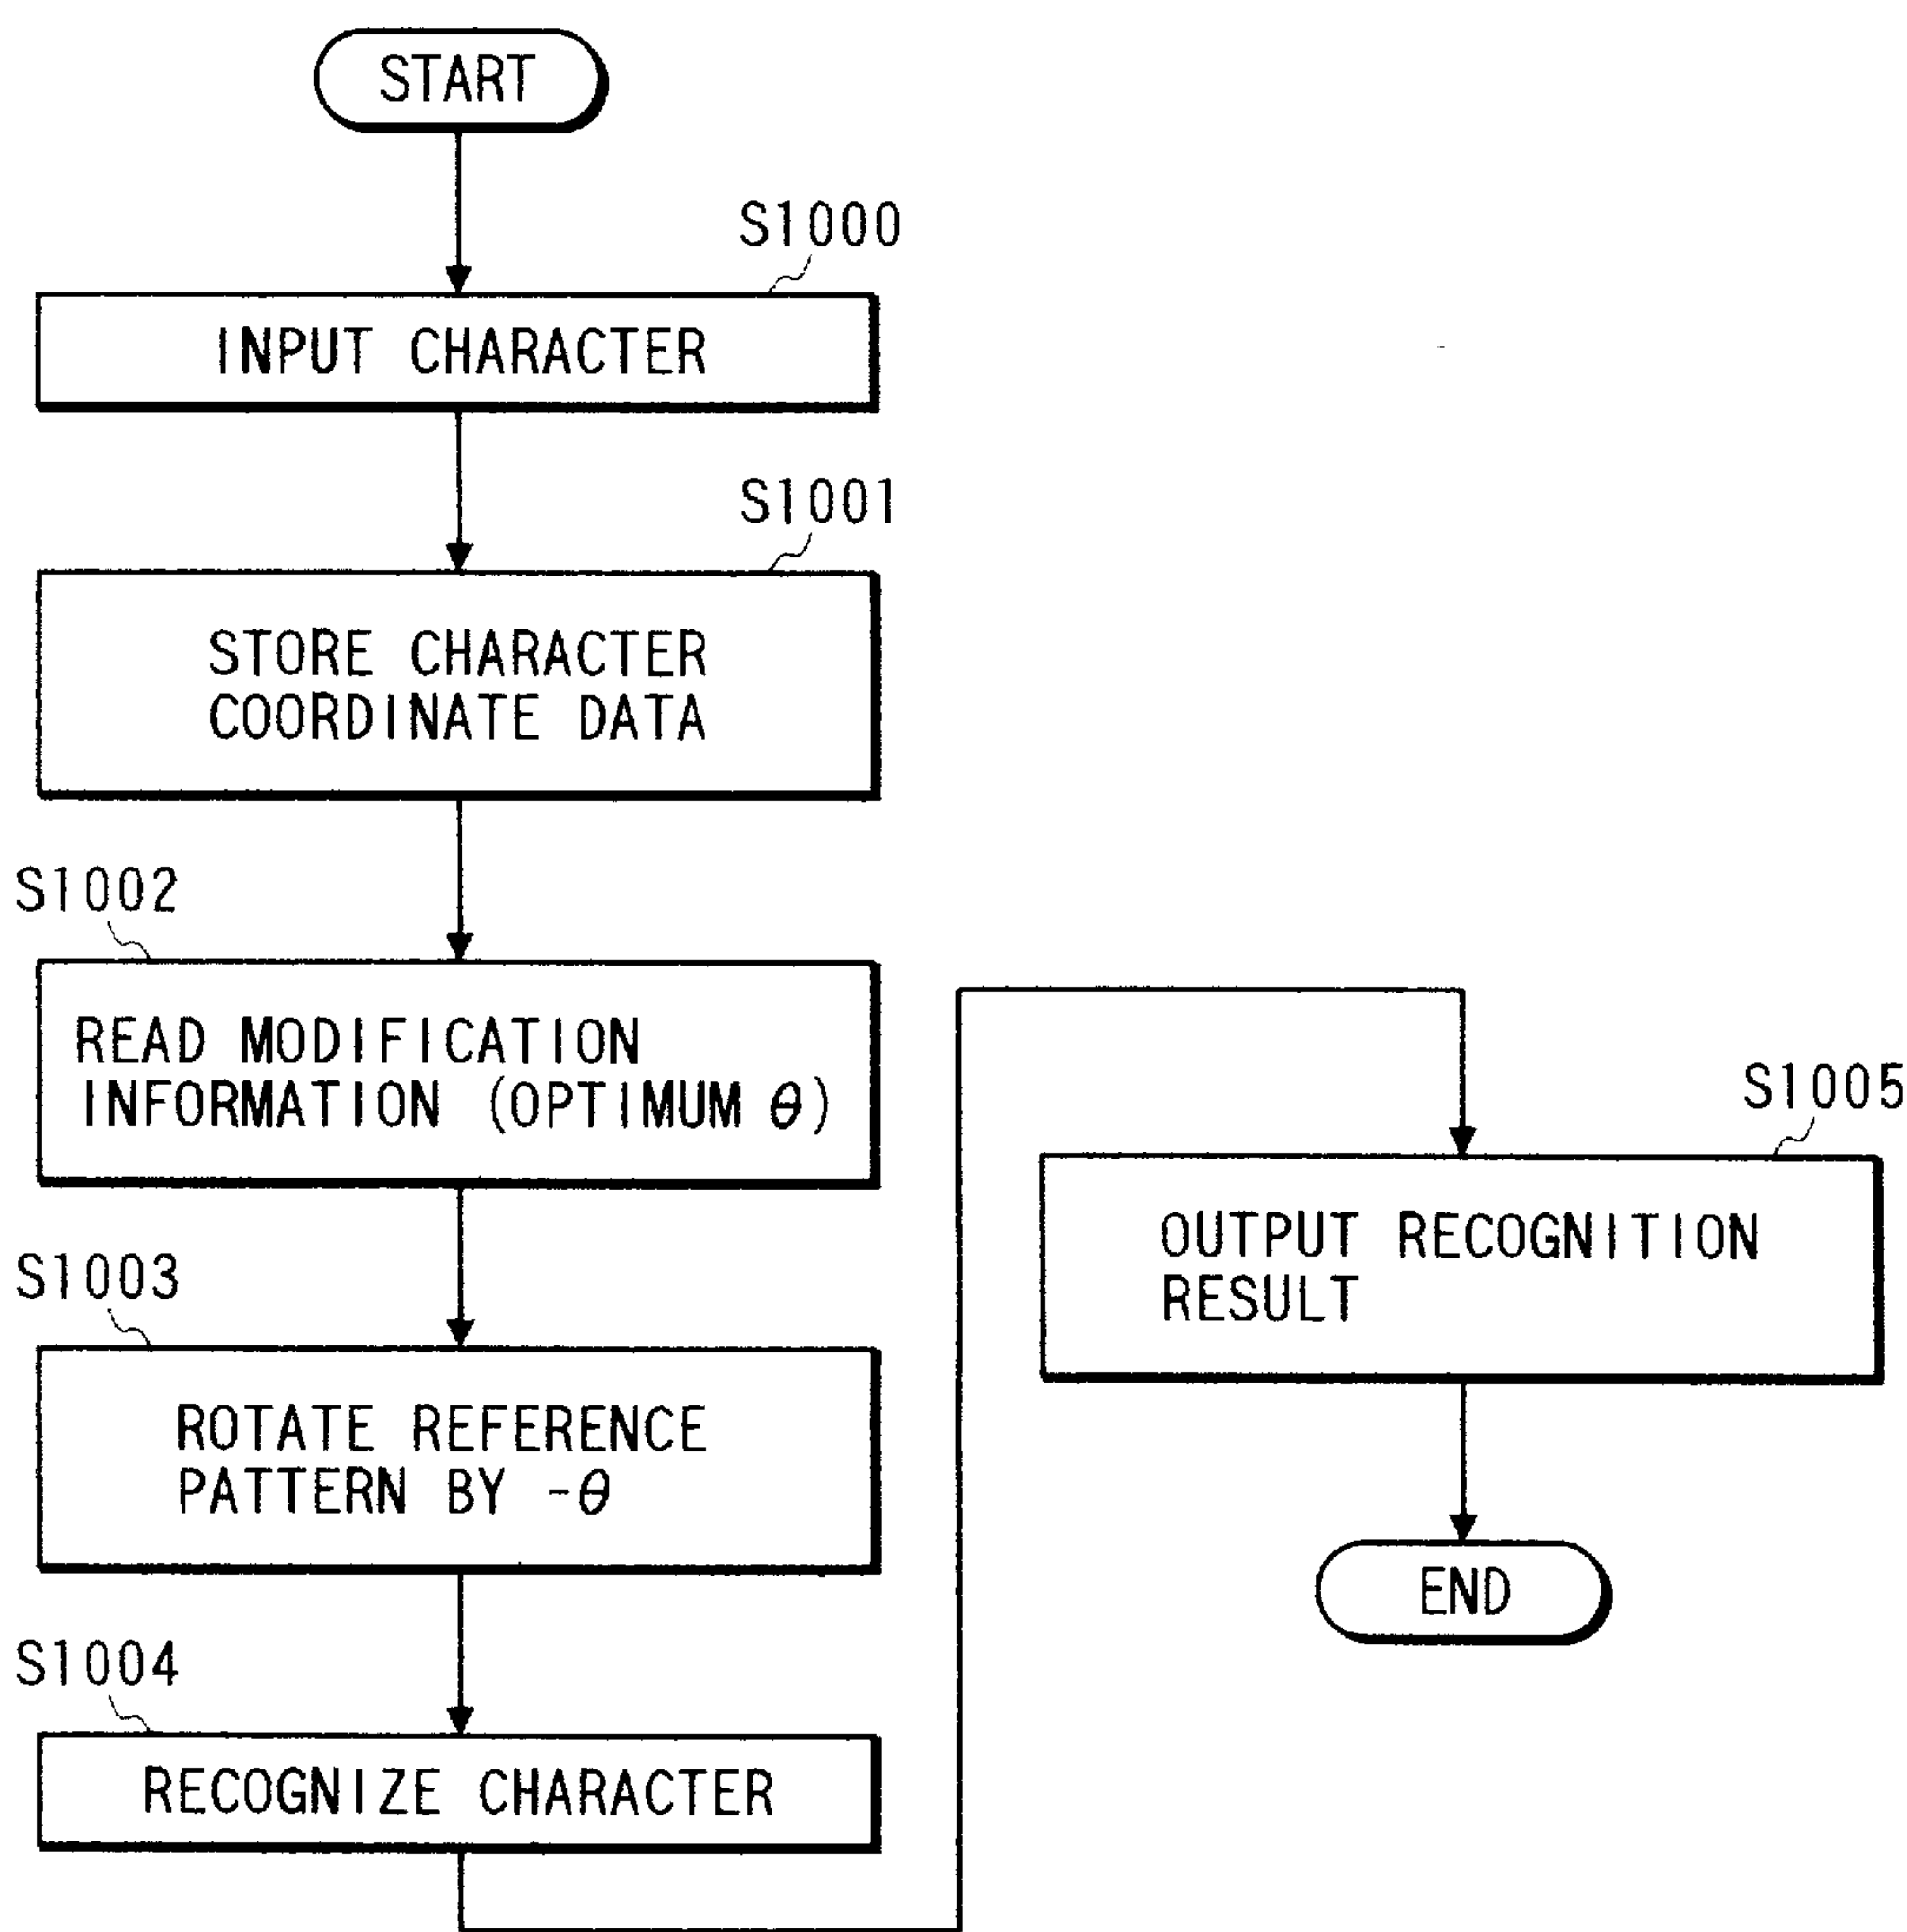 START
S1000
INPUT CHARACTER
S1001
STORE CHARACTER
COORDINATE DATA
S1002
READ MODIFICATION
INFORMATION (OPTIMUM θ)
S1003
ROTATE REFERENCE
PATTERN BY -θ
S1004
RECOGNIZE CHARACTER
S1005
OUTPUT RECOGNITION
RESULT
END